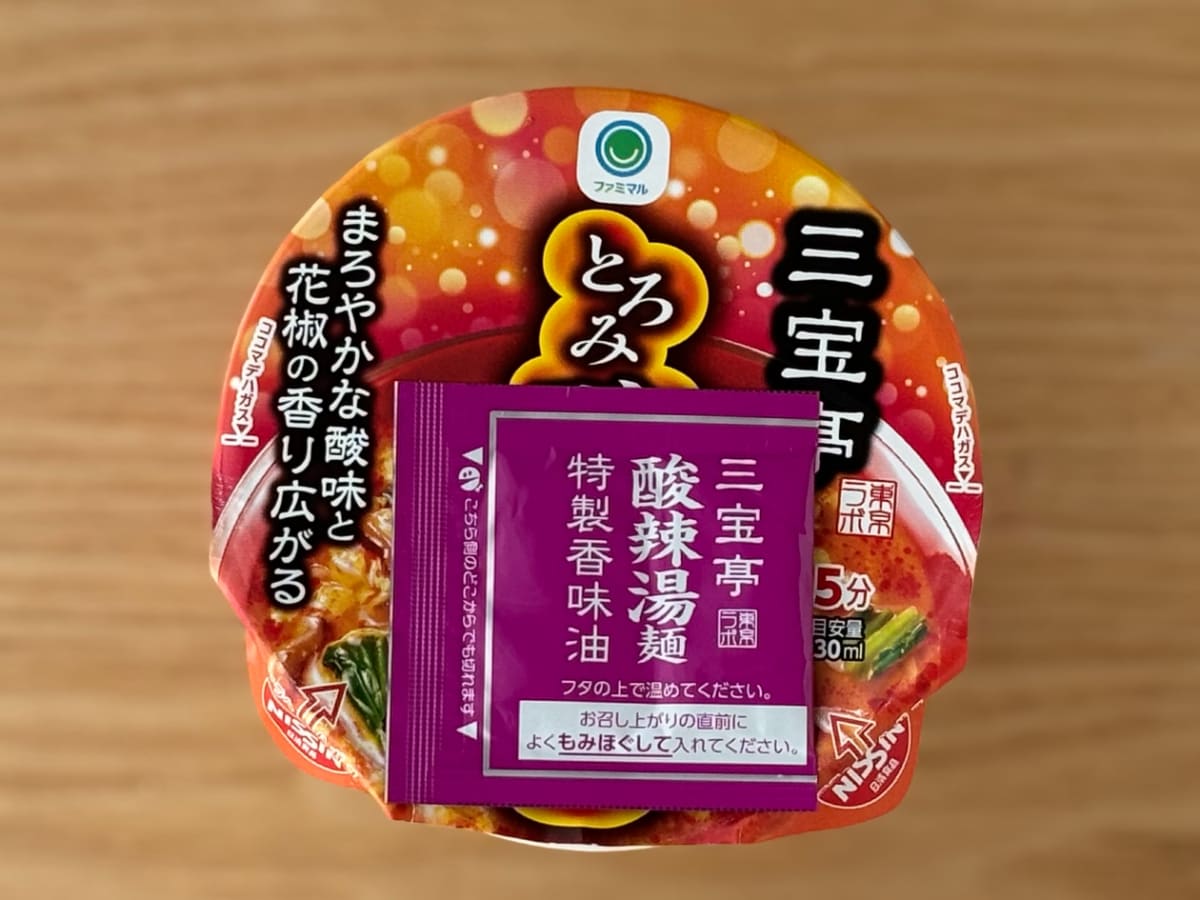 ファミマル
三宝亭
東京
ラボ
とろみ
まろやかな酸味と
花椒の香り広がる
ココマデハガス
ココマデハガス
5分
目安量
30ml
三宝亭
東京
ラボ
酸辣湯麺
特製香味油
こちら側のどこからでも切れます
フタの上で温めてください。
お召し上がりの直前に
よくもみほぐして入れてください。
NISSIN
NISSIN
日清食品